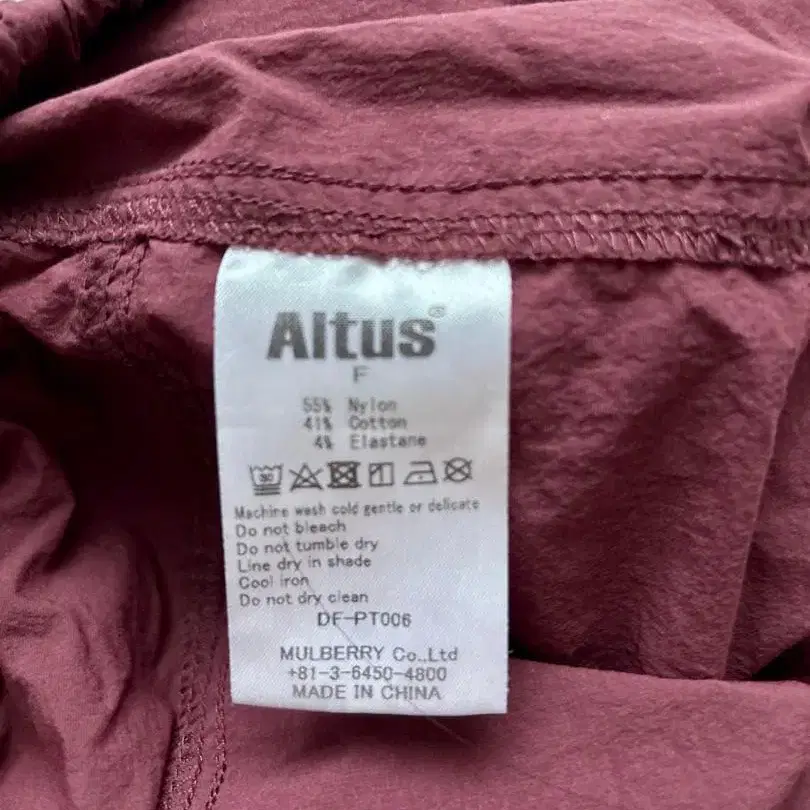 Altus®
F
55% Nylon
41% Cotton
4% Elastane
30
Machine wash cold gentle or delicate
Do not bleach
Do not tumble dry
Line dry in shade
Cool iron
Do not dry clean
DF-PT006
MULBERRY Co.,Ltd
+81-3-6450-4800
MADE IN CHINA